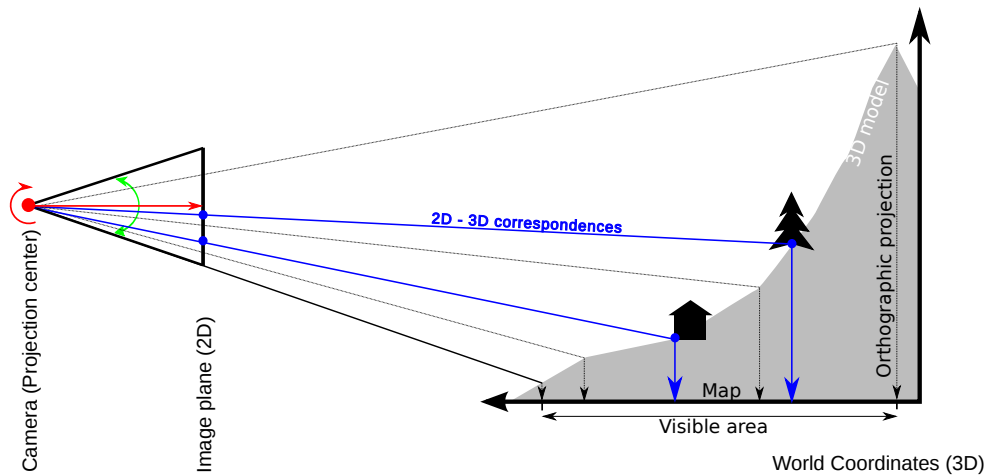 3D model
2D - 3D correspondences
Orthographic projection
Camera (Projection center)
Image plane (2D)
Map
Visible area
World Coordinates (3D)